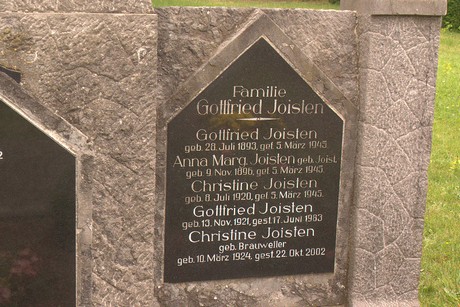 Familie
Gottfried Joisten
Gottfried Joisten
geb. 28. Juli 1893, gef. 5. März 1945.
Anna Marg. Joisten geb. Joist.
geb. 9. Nov. 1896, gef. 5. März 1945.
Christine Joisten
geb. 8. Juli 1920, gef. 5. März 1945.
Gottfried Joisten
geb. 13. Nov. 1921, gest. 17. Juni 1983
Christine Joisten
geb. Brauweiler
geb. 10. März 1924, gest. 22. Okt 2002